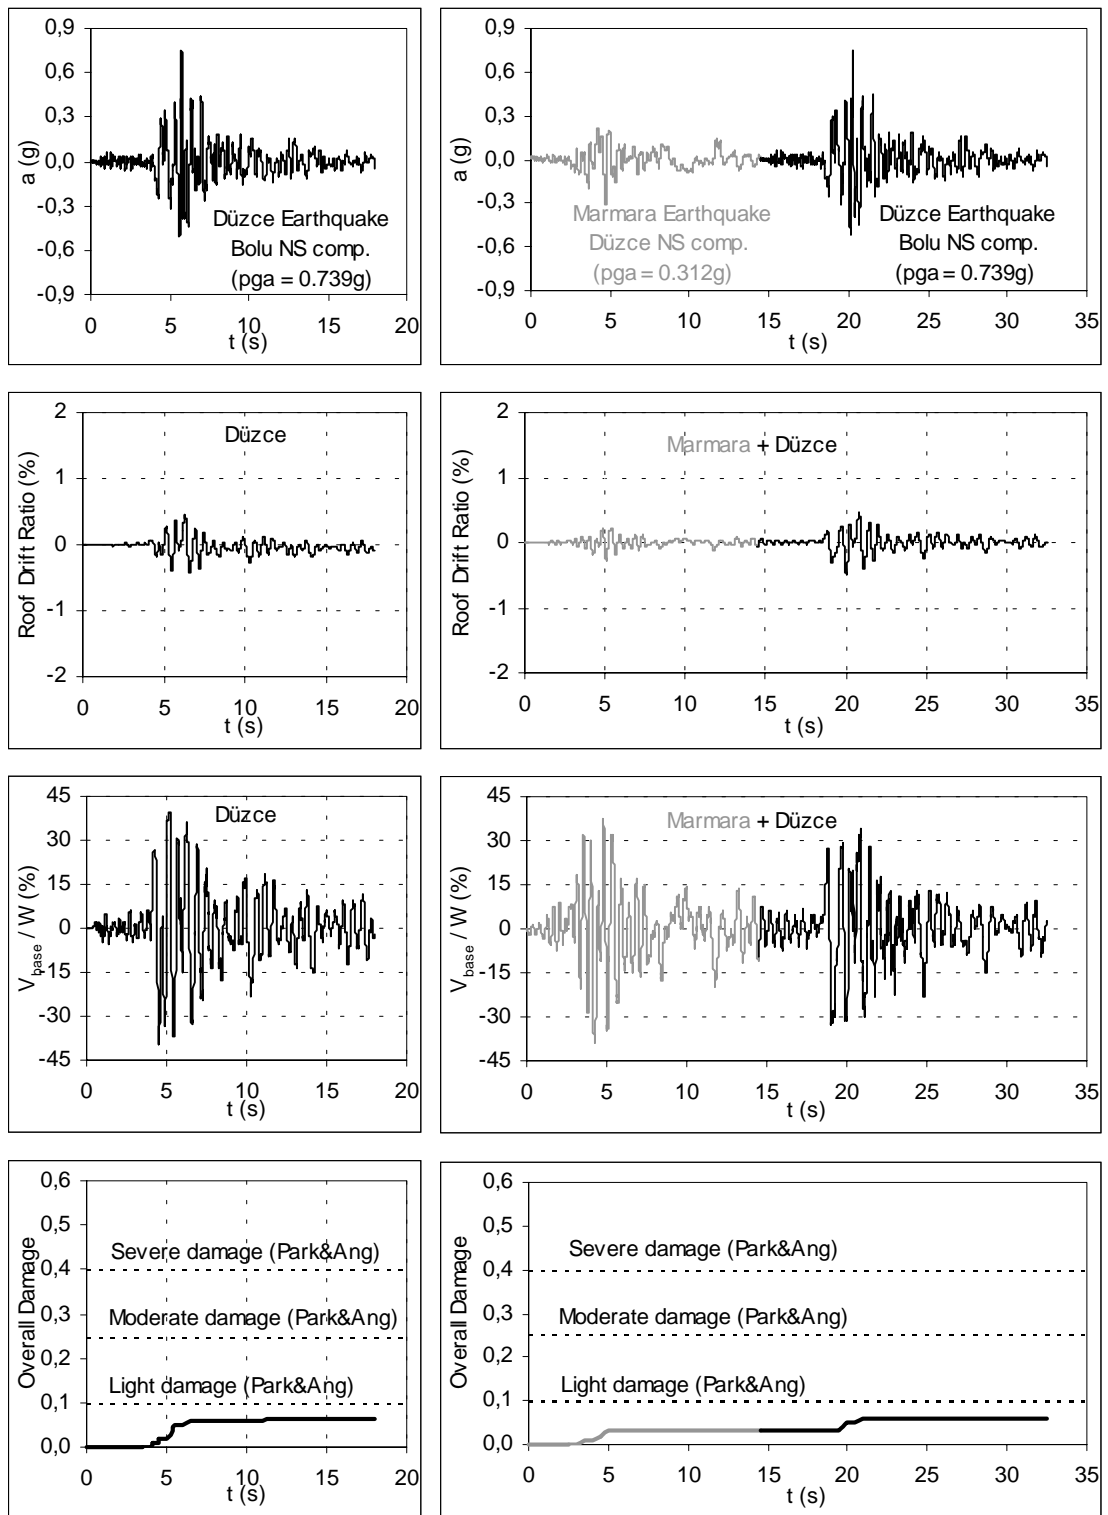 0,9
0,6
0,3
0,0
-0,3
-0,6
-0,9
a (g)
Düzce Earthquake
Bolu NS comp.
(pga = 0.739g)
0 5 10 15 20
t (s)
0,9
0,6
0,3
0,0
-0,3
-0,6
-0,9
a (g)
Marmara Earthquake
Düzce NS comp.
(pga = 0.312g)
Düzce Earthquake
Bolu NS comp.
(pga = 0.739g)
0 5 10 15 20 25 30 35
t (s)
2
1
0
-1
-2
Roof Drift Ratio (%)
Düzce
0 5 10 15 20
t (s)
2
1
0
-1
-2
Roof Drift Ratio (%)
Marmara + Düzce
0 5 10 15 20 25 30 35
t (s)
45
30
15
0
-15
-30
-45
Vbase / W (%)
Düzce
0 5 10 15 20
t (s)
45
30
15
0
-15
-30
-45
Vbase / W (%)
Marmara + Düzce
0 5 10 15 20 25 30 35
t (s)
0,6
0,5
0,4
0,3
0,2
0,1
0,0
Overall Damage
Severe damage (Park&Ang)
Moderate damage (Park&Ang)
Light damage (Park&Ang)
0 5 10 15 20
t (s)
0,6
0,5
0,4
0,3
0,2
0,1
0,0
Overall Damage
Severe damage (Park&Ang)
Moderate damage (Park&Ang)
Light damage (Park&Ang)
0 5 10 15 20 25 30 35
t (s)